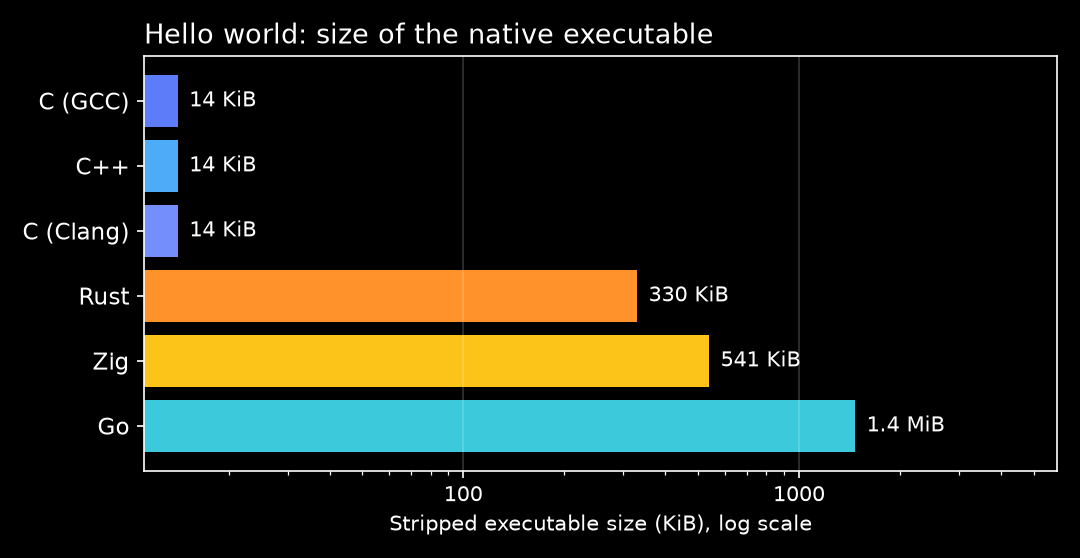 Hello world: size of the native executable
C (GCC) 14 KiB
C++ 14 KiB
C (Clang) 14 KiB
Rust 330 KiB
Zig 541 KiB
Go 1.4 MiB
100 1000
Stripped executable size (KiB), log scale